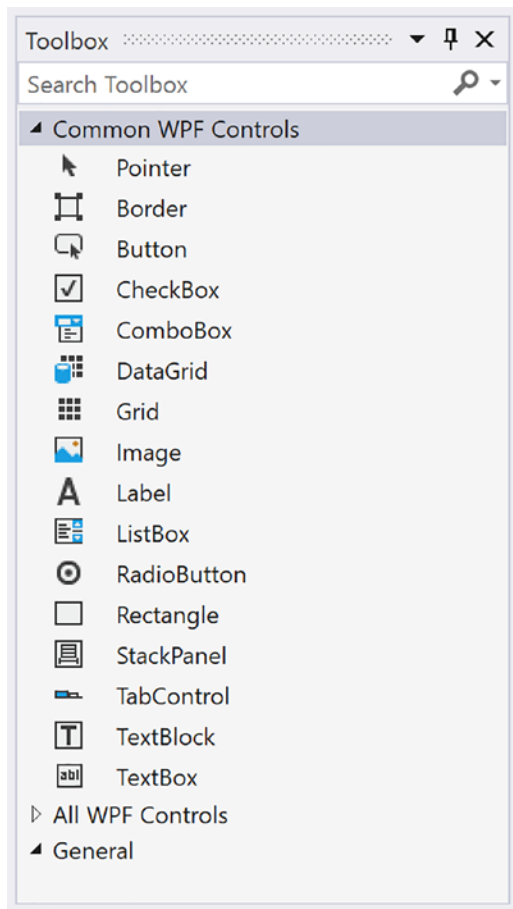 Toolbox
Search Toolbox
Common WPF Controls
Pointer
Border
Button
CheckBox
ComboBox
DataGrid
Grid
Image
A Label
ListBox
RadioButton
Rectangle
StackPanel
TabControl
T TextBlock
abl TextBox
All WPF Controls
General